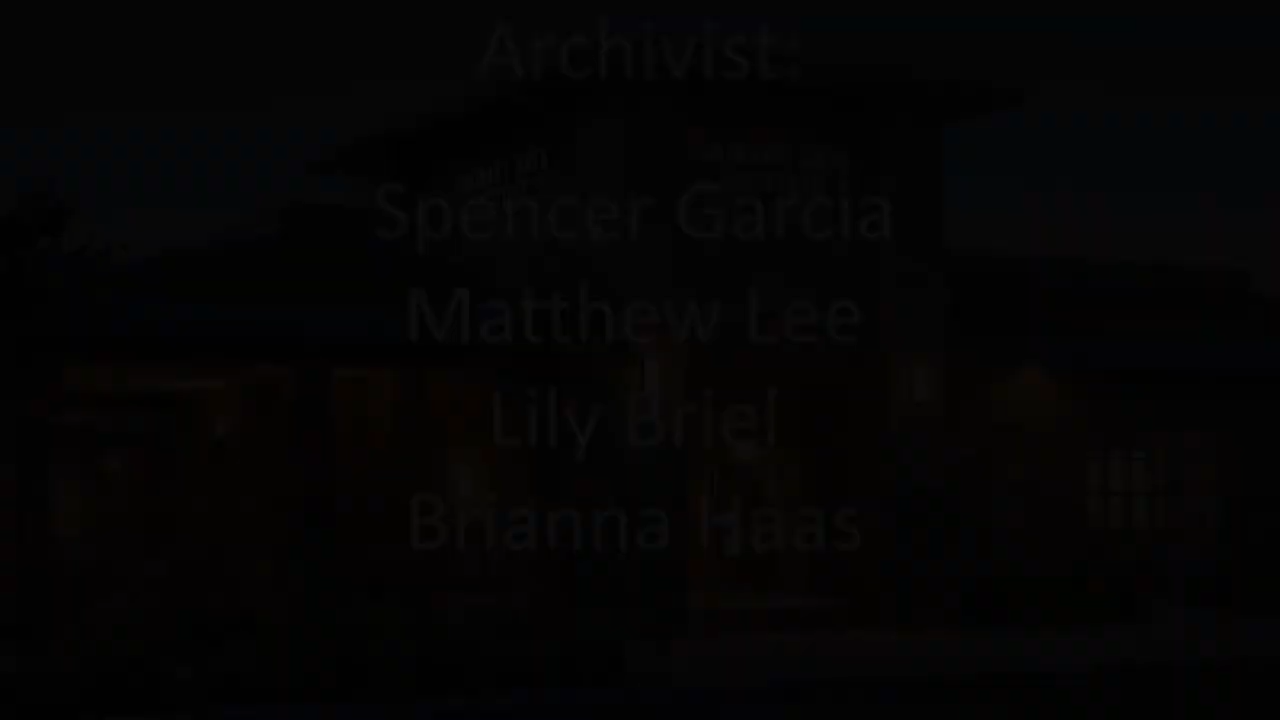 Archivist:
Spencer Garcia
Matthew Lee
Lily Briel
Brianna Haas